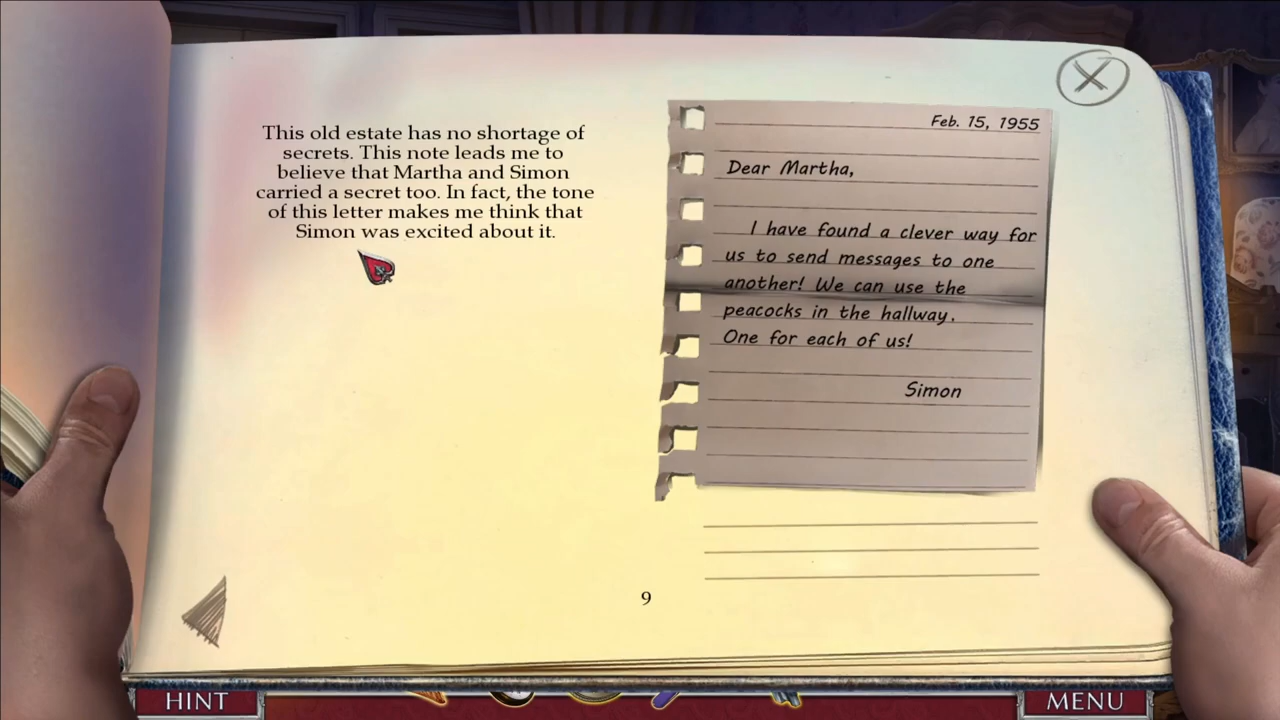 This old estate has no shortage of
secrets. This note leads me to
believe that Martha and Simon
carried a secret too. In fact, the tone
of this letter makes me think that
Simon was excited about it.
Feb. 15, 1955
Dear Martha,
I have found a clever way for
us to send messages to one
another! We can use the
peacocks in the hallway.
One for each of us!
Simon
9
HINT
MENU